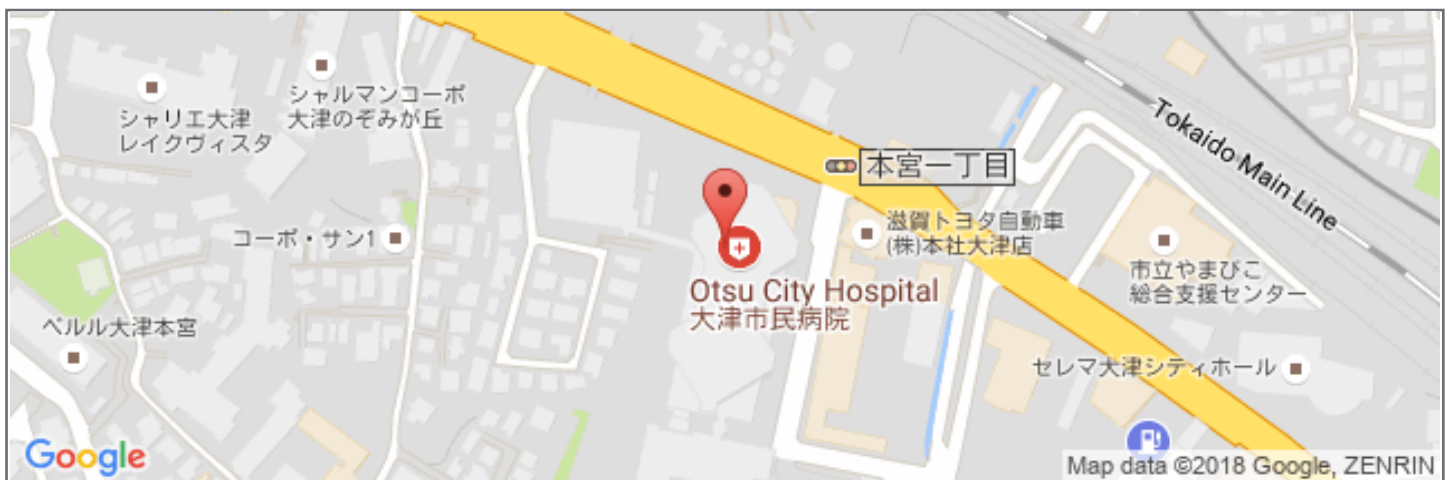 シャルマンコーポ
大津のぞみが丘
シャリエ大津
レイクヴィスタ
Tokaido Main Line
本宮一丁目
滋賀トヨタ自動車
(株)本社大津店
コーポ・サン1
市立やまびこ
総合支援センター
Otsu City Hospital
大津市民病院
ベルル大津本宮
セレマ大津シティホール
Google
Map data ©2018 Google, ZENRIN